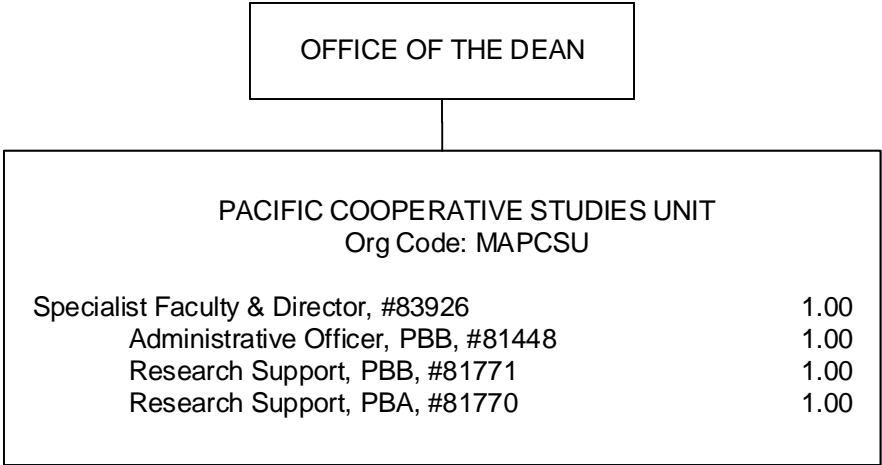 OFFICE OF THE DEAN
PACIFIC COOPERATIVE STUDIES UNIT
Org Code: MAPCSU
Specialist Faculty & Director, #83926 1.00
Administrative Officer, PBB, #81448 1.00
Research Support, PBB, #81771 1.00
Research Support, PBA, #81770 1.00